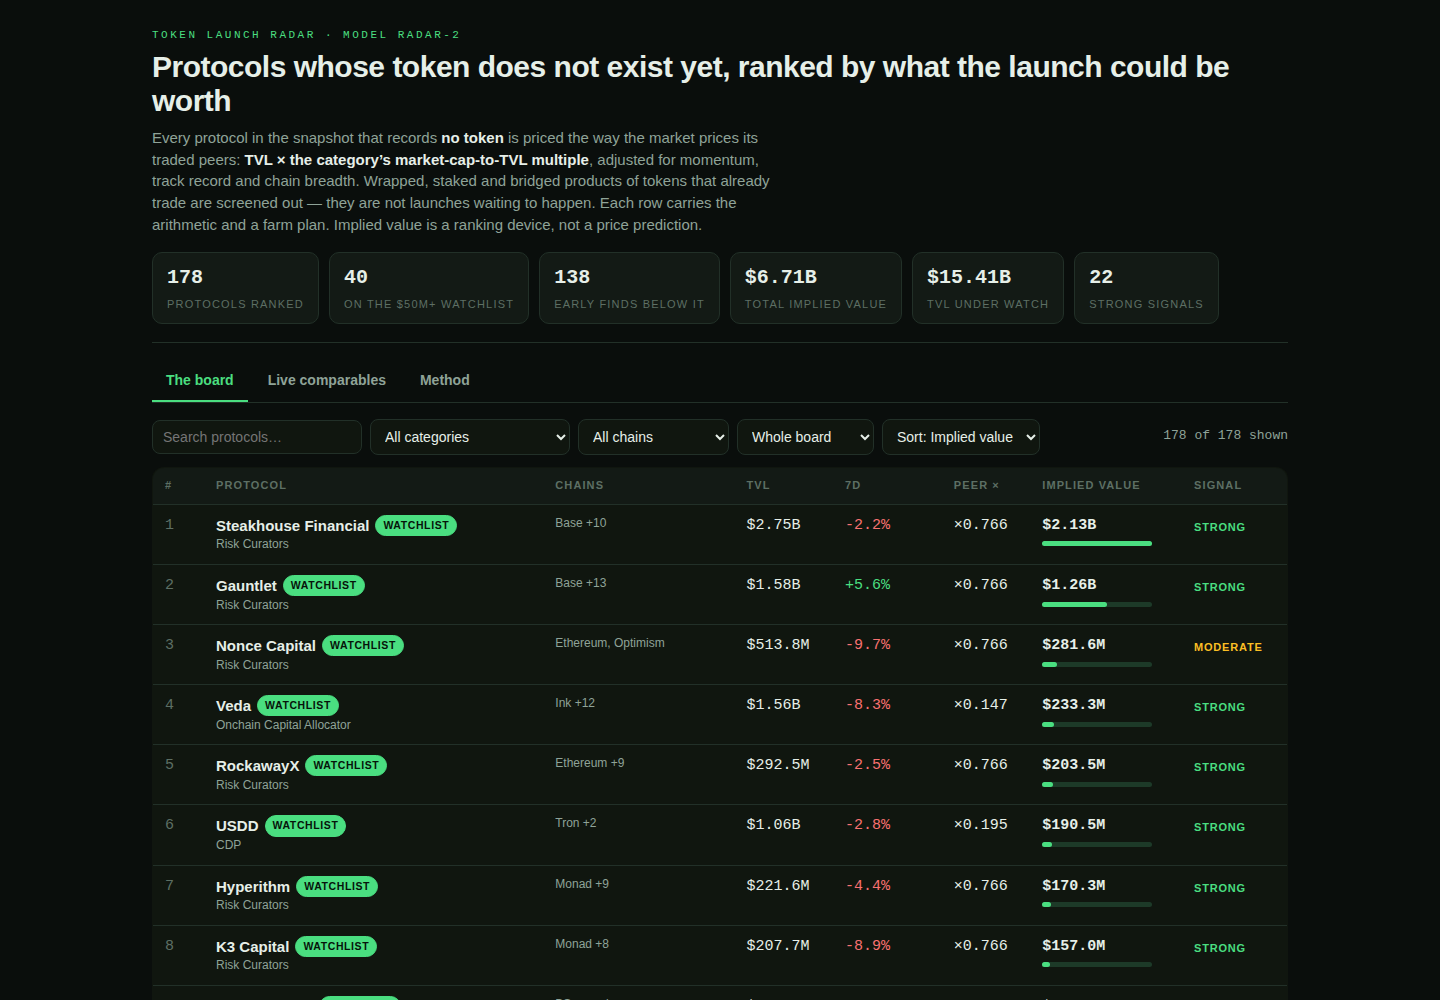 TOKEN LAUNCH RADAR · MODEL RADAR-2
Protocols whose token does not exist yet, ranked by what the launch could be
worth
Every protocol in the snapshot that records no token is priced the way the market prices its
traded peers: TVL × the category’s market-cap-to-TVL multiple, adjusted for momentum,
track record and chain breadth. Wrapped, staked and bridged products of tokens that already
trade are screened out — they are not launches waiting to happen. Each row carries the
arithmetic and a farm plan. Implied value is a ranking device, not a price prediction.
178 40 138 $6.71B $15.41B 22
PROTOCOLS RANKED ON THE $50M+ WATCHLIST EARLY FINDS BELOW IT TOTAL IMPLIED VALUE TVL UNDER WATCH STRONG SIGNALS
The board Live comparables Method
Search protocols… All categories All chains Whole board Sort: Implied value 178 of 178 shown
# PROTOCOL CHAINS TVL 7D PEER × IMPLIED VALUE SIGNAL
1 Steakhouse Financial WATCHLIST Base +10 $2.75B -2.2% ×0.766 $2.13B STRONG
Risk Curators
2 Gauntlet WATCHLIST Base +13 $1.58B +5.6% ×0.766 $1.26B STRONG
Risk Curators
3 Nonce Capital WATCHLIST Ethereum, Optimism $513.8M -9.7% ×0.766 $281.6M MODERATE
Risk Curators
4 Veda WATCHLIST Ink +12 $1.56B -8.3% ×0.147 $233.3M STRONG
Onchain Capital Allocator
5 RockawayX WATCHLIST Ethereum +9 $292.5M -2.5% ×0.766 $203.5M STRONG
Risk Curators
6 USDD WATCHLIST Tron +2 $1.06B -2.8% ×0.195 $190.5M STRONG
CDP
7 Hyperithm WATCHLIST Monad +9 $221.6M -4.4% ×0.766 $170.3M STRONG
Risk Curators
8 K3 Capital WATCHLIST Monad +8 $207.7M -8.9% ×0.766 $157.0M STRONG
Risk Curators